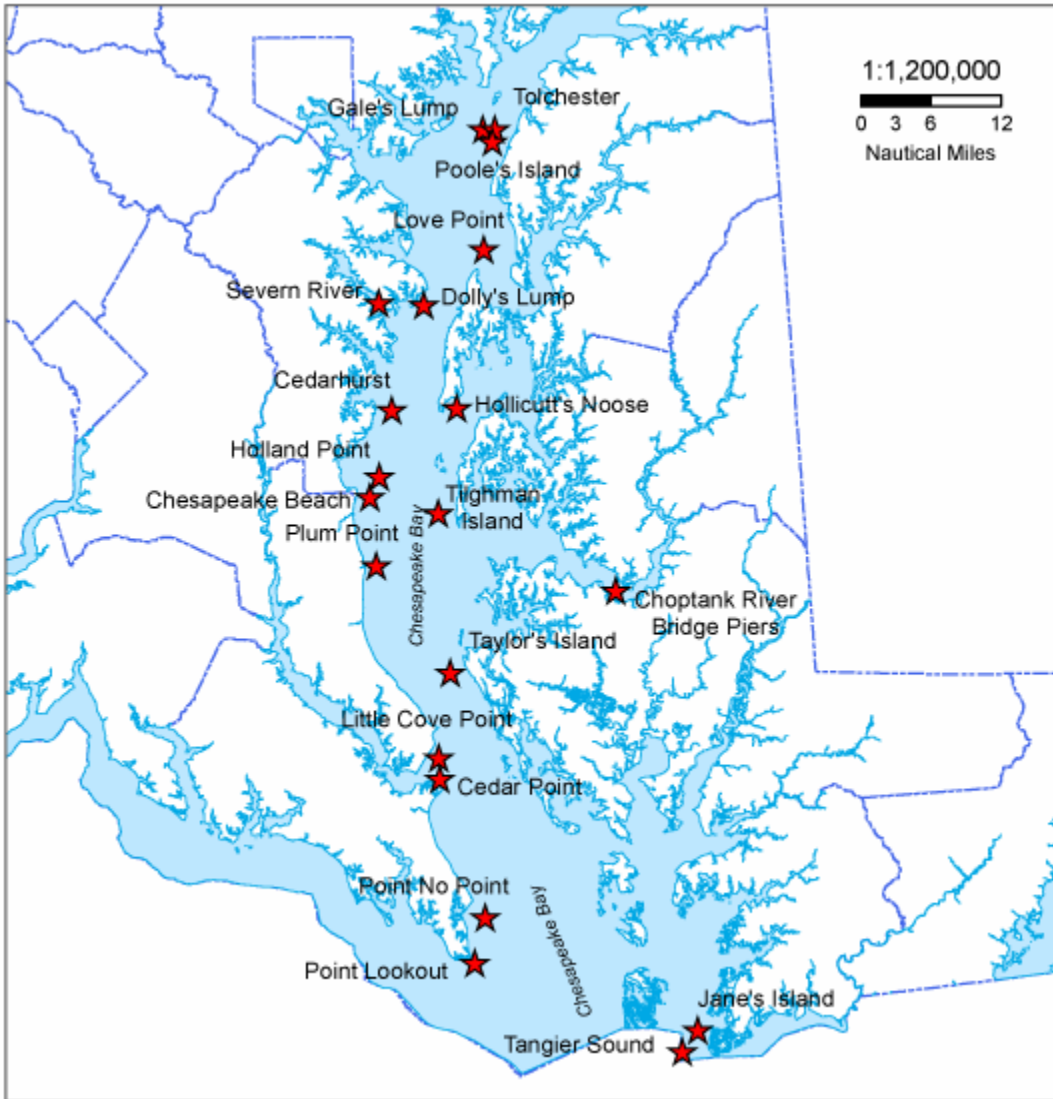 1:1,200,000
0 3 6 12
Nautical Miles
Gale's Lump
Tolchester
Poole's Island
Love Point
Severn River
Dolly's Lump
Cedarhurst
Hollicutt's Noose
Holland Point
Chesapeake Beach
Tilghman
Island
Plum Point
Chesapeake Bay
Choptank River
Bridge Piers
Taylor's Island
Little Cove Point
Cedar Point
Point No Point
Chesapeake Bay
Point Lookout
Jane's Island
Tangier Sound